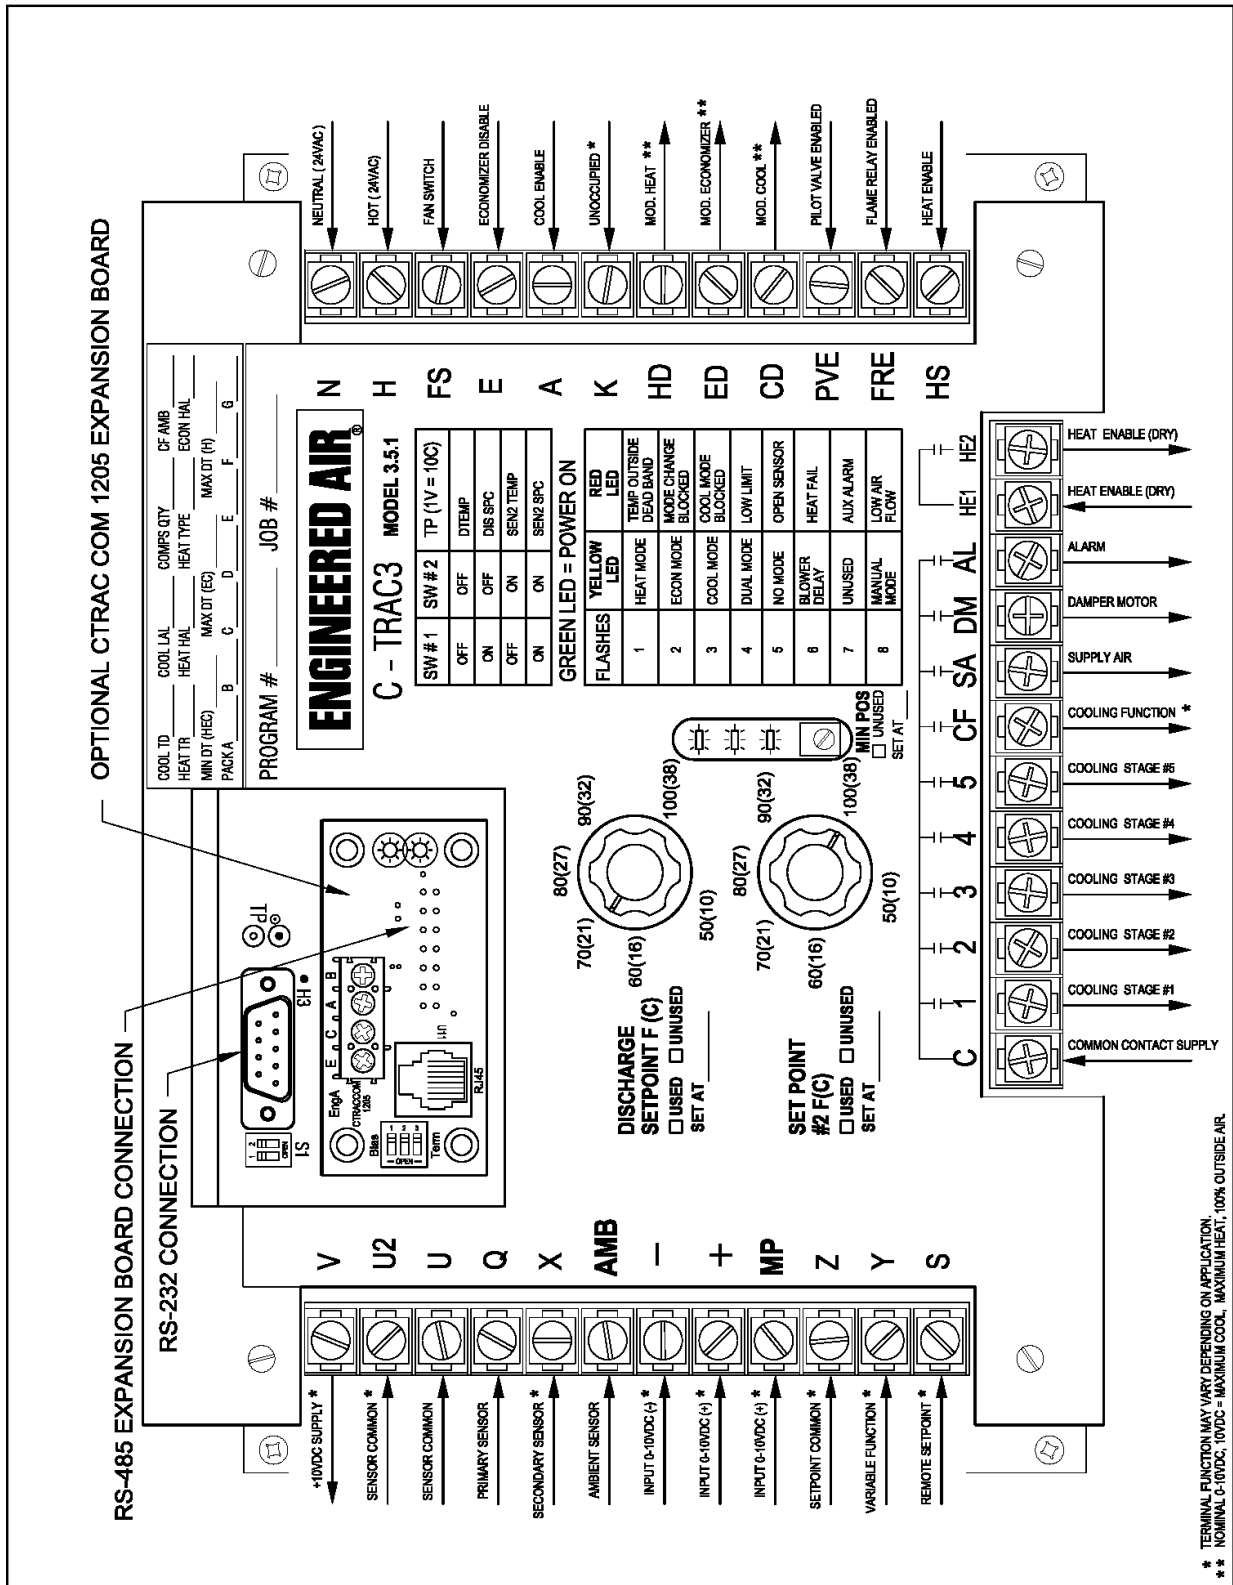 OPTIONAL CTRAC COM 1205 EXPANSION BOARD
RS-485 EXPANSION BOARD CONNECTION
RS-232 CONNECTION
NEUTRAL ( 24VAC )
HOT ( 24VAC)
FAN SWITCH
ECONOMIZER DISABLE
COOL ENABLE
UNOCCUPIED *
MOD. HEAT **
MOD. ECONOMIZER **
MOD. COOL **
PILOT VALVE ENABLED
FLAME RELAY ENABLED
HEAT ENABLE
N
H
FS
E
A
K
HD
ED
CD
PVE
FRE
HS
COOL TD COOL LAL COMPS QTY CF AMB
HEAT TR HEAT HAL HEAT TYPE ECON HAL
MIN DT (HEC) MAX DT (EC) MAX DT (H)
PACK A B C D E F G
PROGRAM # JOB #
ENGINEERED AIR ®
C - TRAC3 MODEL 3.5.1
SW # 1 SW # 2 TP (1V = 10C)
OFF OFF DTEMP
ON OFF DIS SPC
OFF ON SEN2 TEMP
ON ON SEN2 SPC
GREEN LED = POWER ON
FLASHES YELLOW LED RED LED
1 HEAT MODE TEMP OUTSIDE DEAD BAND
2 ECON MODE MODE CHANGE BLOCKED
3 COOL MODE COOL MODE BLOCKED
4 DUAL MODE LOW LIMIT
5 NO MODE OPEN SENSOR
6 BLOWER DELAY HEAT FAIL
7 UNUSED AUX ALARM
8 MANUAL MODE LOW AIR FLOW
MIN POS
UNUSED
SET AT
TP
H3
S1
1 2
OPEN
E C A B
EngA
CTRACCOM
1205
U11
RJ45
Bias
1 2 3
OPEN
Term
DISCHARGE
SETPOINT F (C)
USED UNUSED
SET AT
50(10)
60(16)
70(21)
80(27)
90(32)
100(38)
SET POINT
#2 F(C)
USED UNUSED
SET AT
50(10)
60(16)
70(21)
80(27)
90(32)
100(38)
V
U2
U
Q
X
AMB
−
+
MP
Z
Y
S
+10VDC SUPPLY *
SENSOR COMMON *
SENSOR COMMON
PRIMARY SENSOR
SECONDARY SENSOR *
AMBIENT SENSOR
INPUT 0-10VDC (-) *
INPUT 0-10VDC (+) *
INPUT 0-10VDC (+) *
SETPOINT COMMON *
VARIABLE FUNCTION *
REMOTE SETPOINT *
C 1 2 3 4 5 CF SA DM AL HE1 HE2
HEAT ENABLE (DRY)
HEAT ENABLE (DRY)
ALARM
DAMPER MOTOR
SUPPLY AIR
COOLING FUNCTION *
COOLING STAGE #5
COOLING STAGE #4
COOLING STAGE #3
COOLING STAGE #2
COOLING STAGE #1
COMMON CONTACT SUPPLY
* TERMINAL FUNCTION MAY VARY DEPENDING ON APPLICATION.
** NOMINAL 0-10VDC, 10VDC = MAXIMUM COOL, MAXIMUM HEAT, 100% OUTSIDE AIR.